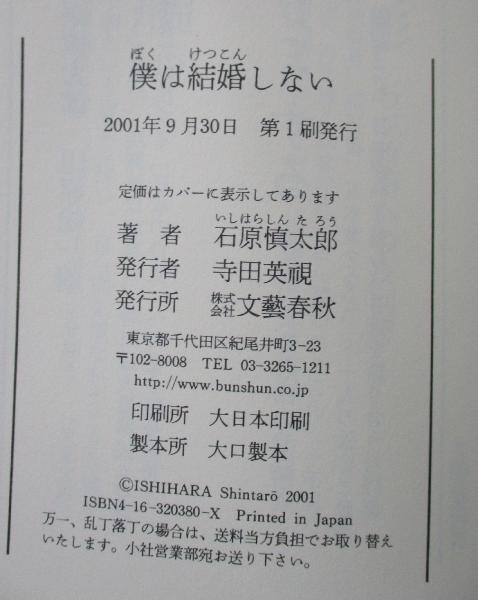 ぼく けつこん
僕は結婚しない
2001年9月30日 第1刷発行
定価はカバーに表示してあります
いしはらしんたろう
著 者 石原慎太郎
発行者 寺田英視
発行所 株式会社 文藝春秋
東京都千代田区紀尾井町3-23
〒102-8008 TEL 03-3265-1211
http://www.bunshun.co.jp
印刷所 大日本印刷
製本所 大口製本
©ISHIHARA Shintarō 2001
ISBN4-16-320380-X Printed in Japan
万一、乱丁落丁の場合は、送料当方負担でお取り替え
いたします。小社営業部宛お送り下さい。